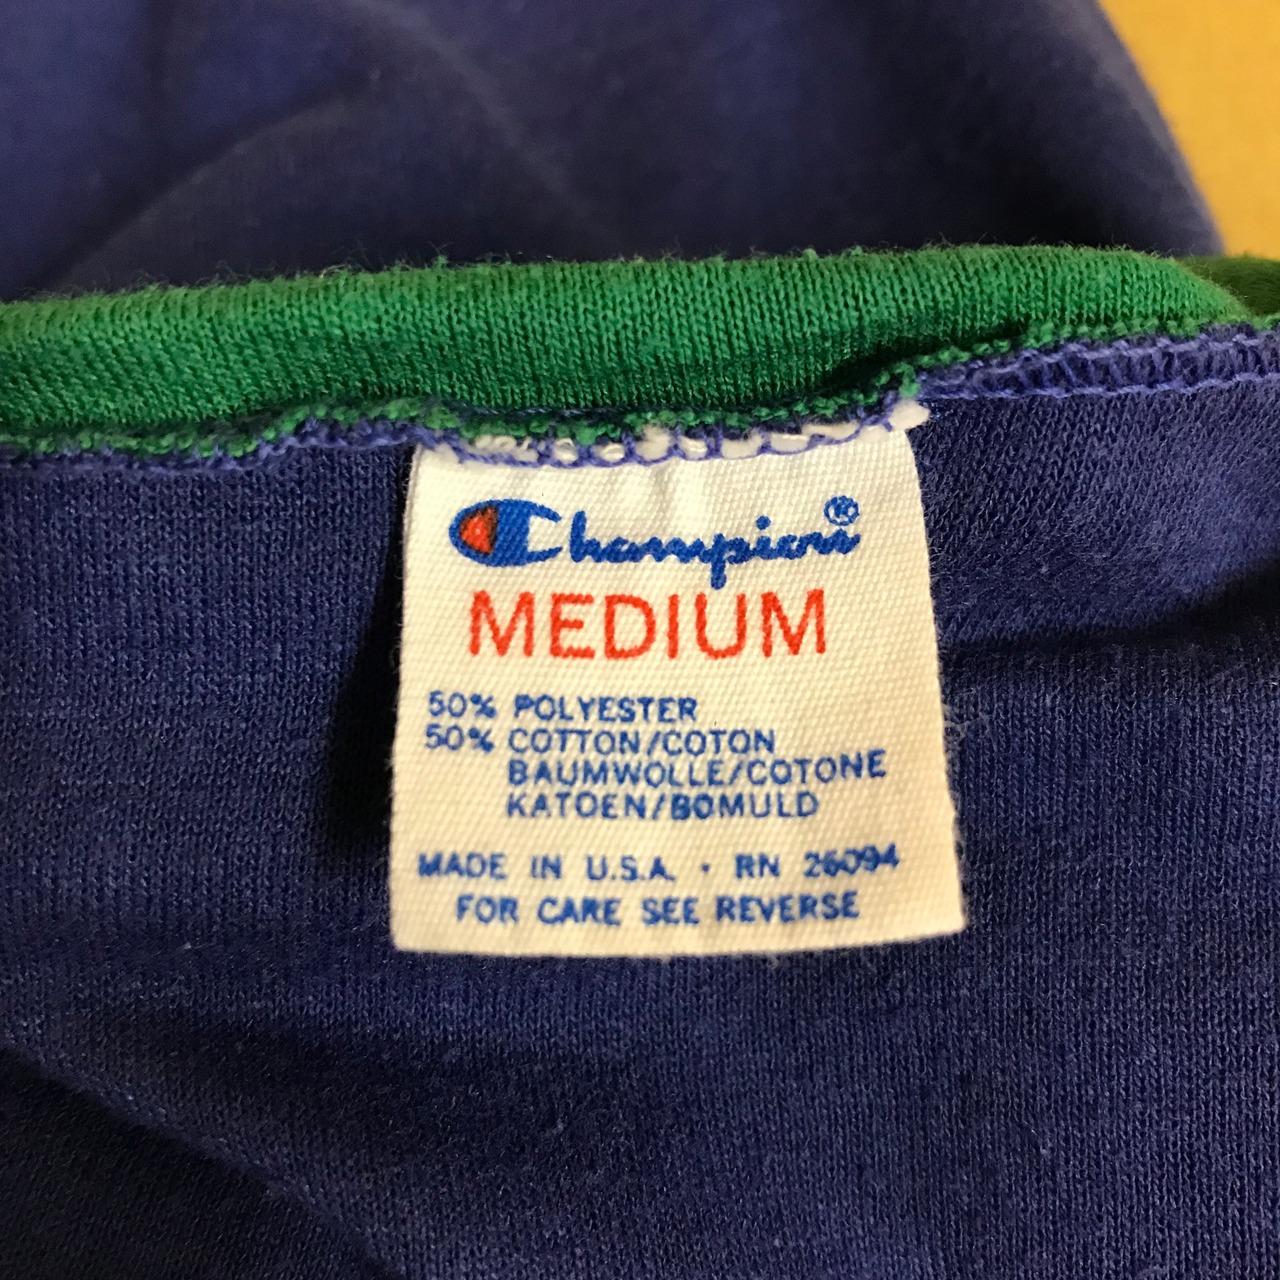 Champion®
MEDIUM
50% POLYESTER
50% COTTON/COTON
BAUMWOLLE/COTONE
KATOEN/BOMULD
MADE IN U.S.A. · RN 26094
FOR CARE SEE REVERSE